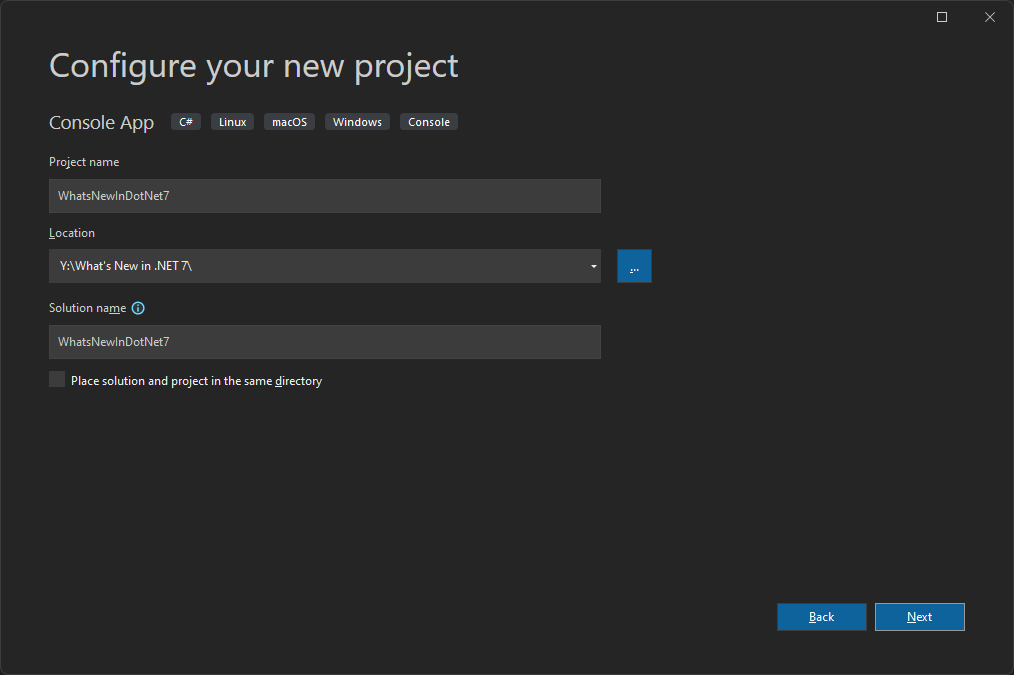 Configure your new project
Console App C# Linux macOS Windows Console
Project name
WhatsNewInDotNet7
Location
Y:\What's New in .NET 7\
...
Solution name
WhatsNewInDotNet7
Place solution and project in the same directory
Back Next